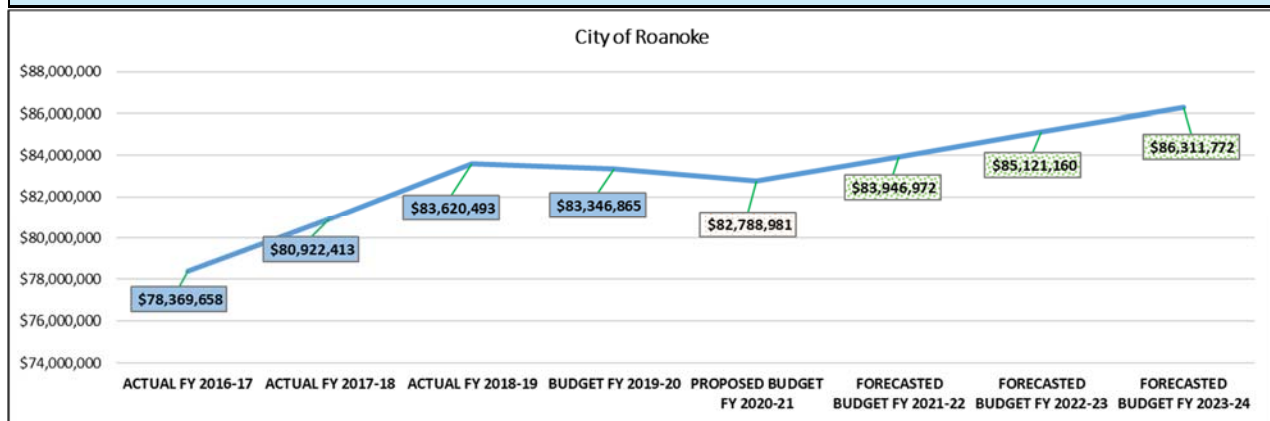 City of Roanoke
$88,000,000
$86,000,000
$84,000,000
$82,000,000
$80,000,000
$78,000,000
$76,000,000
$74,000,000
$78,369,658
$80,922,413
$83,620,493
$83,346,865
$82,788,981
$83,946,972
$85,121,160
$86,311,772
ACTUAL FY 2016-17
ACTUAL FY 2017-18
ACTUAL FY 2018-19
BUDGET FY 2019-20
PROPOSED BUDGET
FY 2020-21
FORECASTED
BUDGET FY 2021-22
FORECASTED
BUDGET FY 2022-23
FORECASTED
BUDGET FY 2023-24